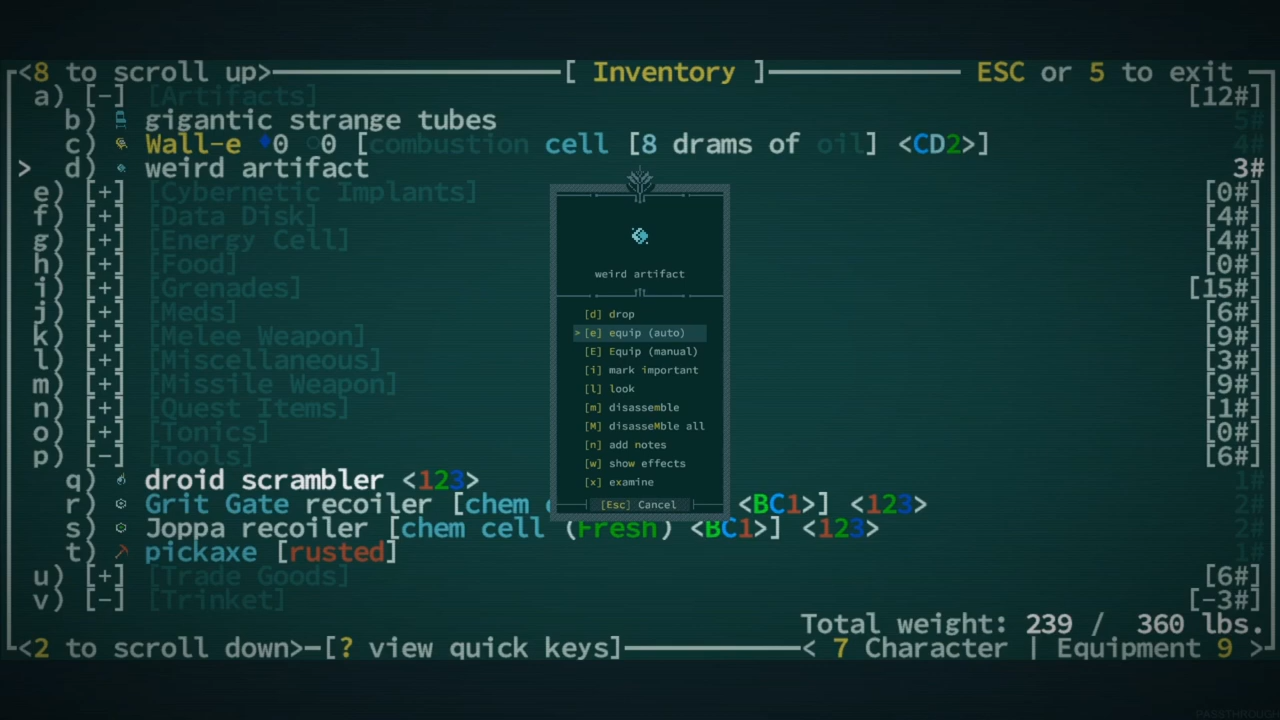 <8 to scroll up> [ Inventory ] ESC or 5 to exit
a) [-] [Artifacts] [12#]
b) gigantic strange tubes 5#
c) Wall-e ♦0 ○0 [combustion cell [8 drams of oil] <CD2>] 4#
> d) weird artifact 3#
e) [+] [Cybernetic Implants] [0#]
f) [+] [Data Disk] [4#]
g) [+] [Energy Cell] [4#]
h) [+] [Food] [0#]
i) [+] [Grenades] [15#]
j) [+] [Meds] [6#]
k) [+] [Melee Weapon] [9#]
l) [+] [Miscellaneous] [3#]
m) [+] [Missile Weapon] [9#]
n) [+] [Quest Items] [1#]
o) [+] [Tonics] [0#]
p) [-] [Tools] [6#]
q) droid scrambler <123> 1#
r) Grit Gate recoiler [chem <BC1>] <123> 2#
s) Joppa recoiler [chem cell (Fresh) <BC1>] <123> 2#
t) pickaxe [rusted] 1#
u) [+] [Trade Goods] [6#]
v) [-] [Trinket] [-3#]
Total weight: 239 / 360 lbs.
<2 to scroll down> [? view quick keys] < 7 Character | Equipment 9 >
weird artifact
[d] drop
> [e] equip (auto)
[E] Equip (manual)
[i] mark important
[l] look
[m] disassemble
[M] disasseMble all
[n] add notes
[w] show effects
[x] examine
[Esc] Cancel